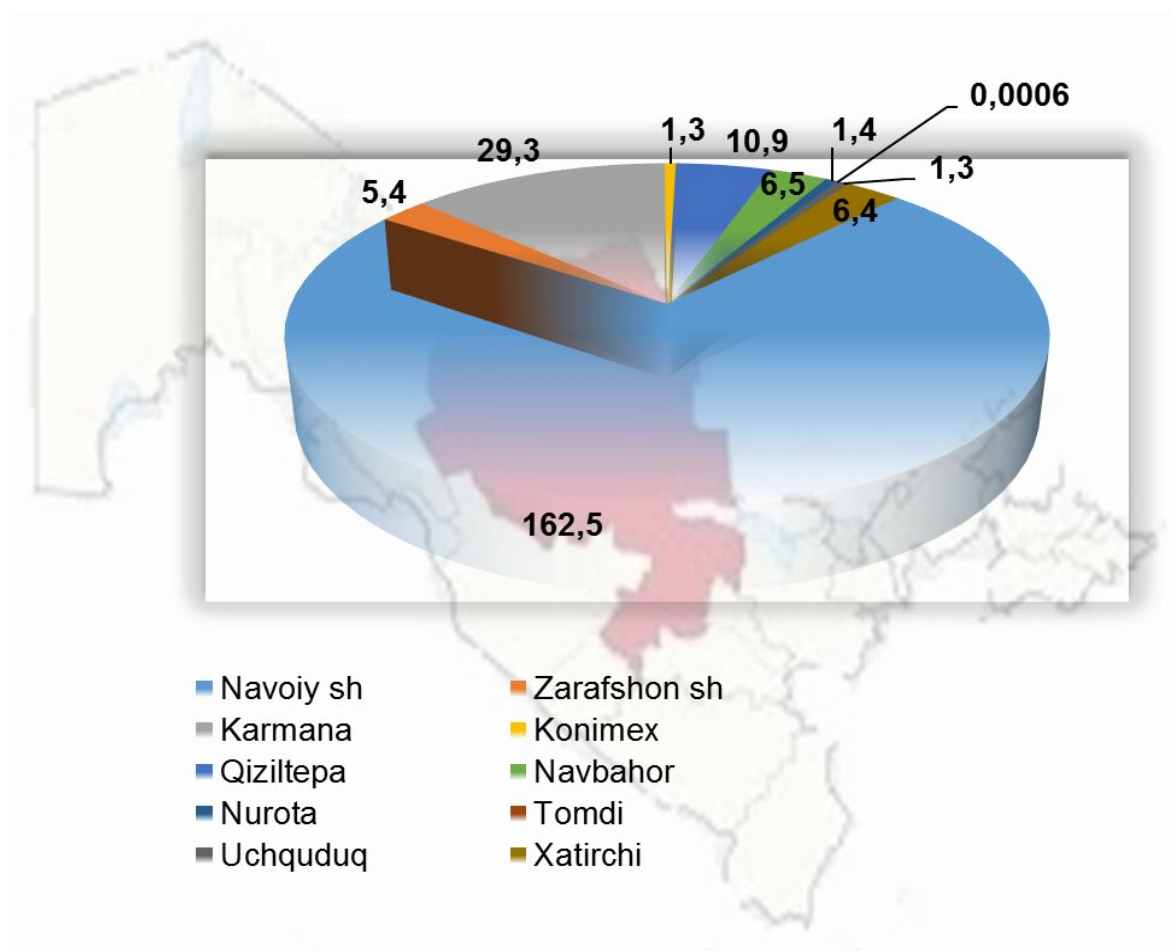 0,0006
1,3 10,9 1,4
29,3
1,3
5,4 6,5
6,4
162,5
Navoiy sh Zarafshon sh
Karmana Konimex
Qiziltepa Navbahor
Nurota Tomdi
Uchquduq Xatirchi